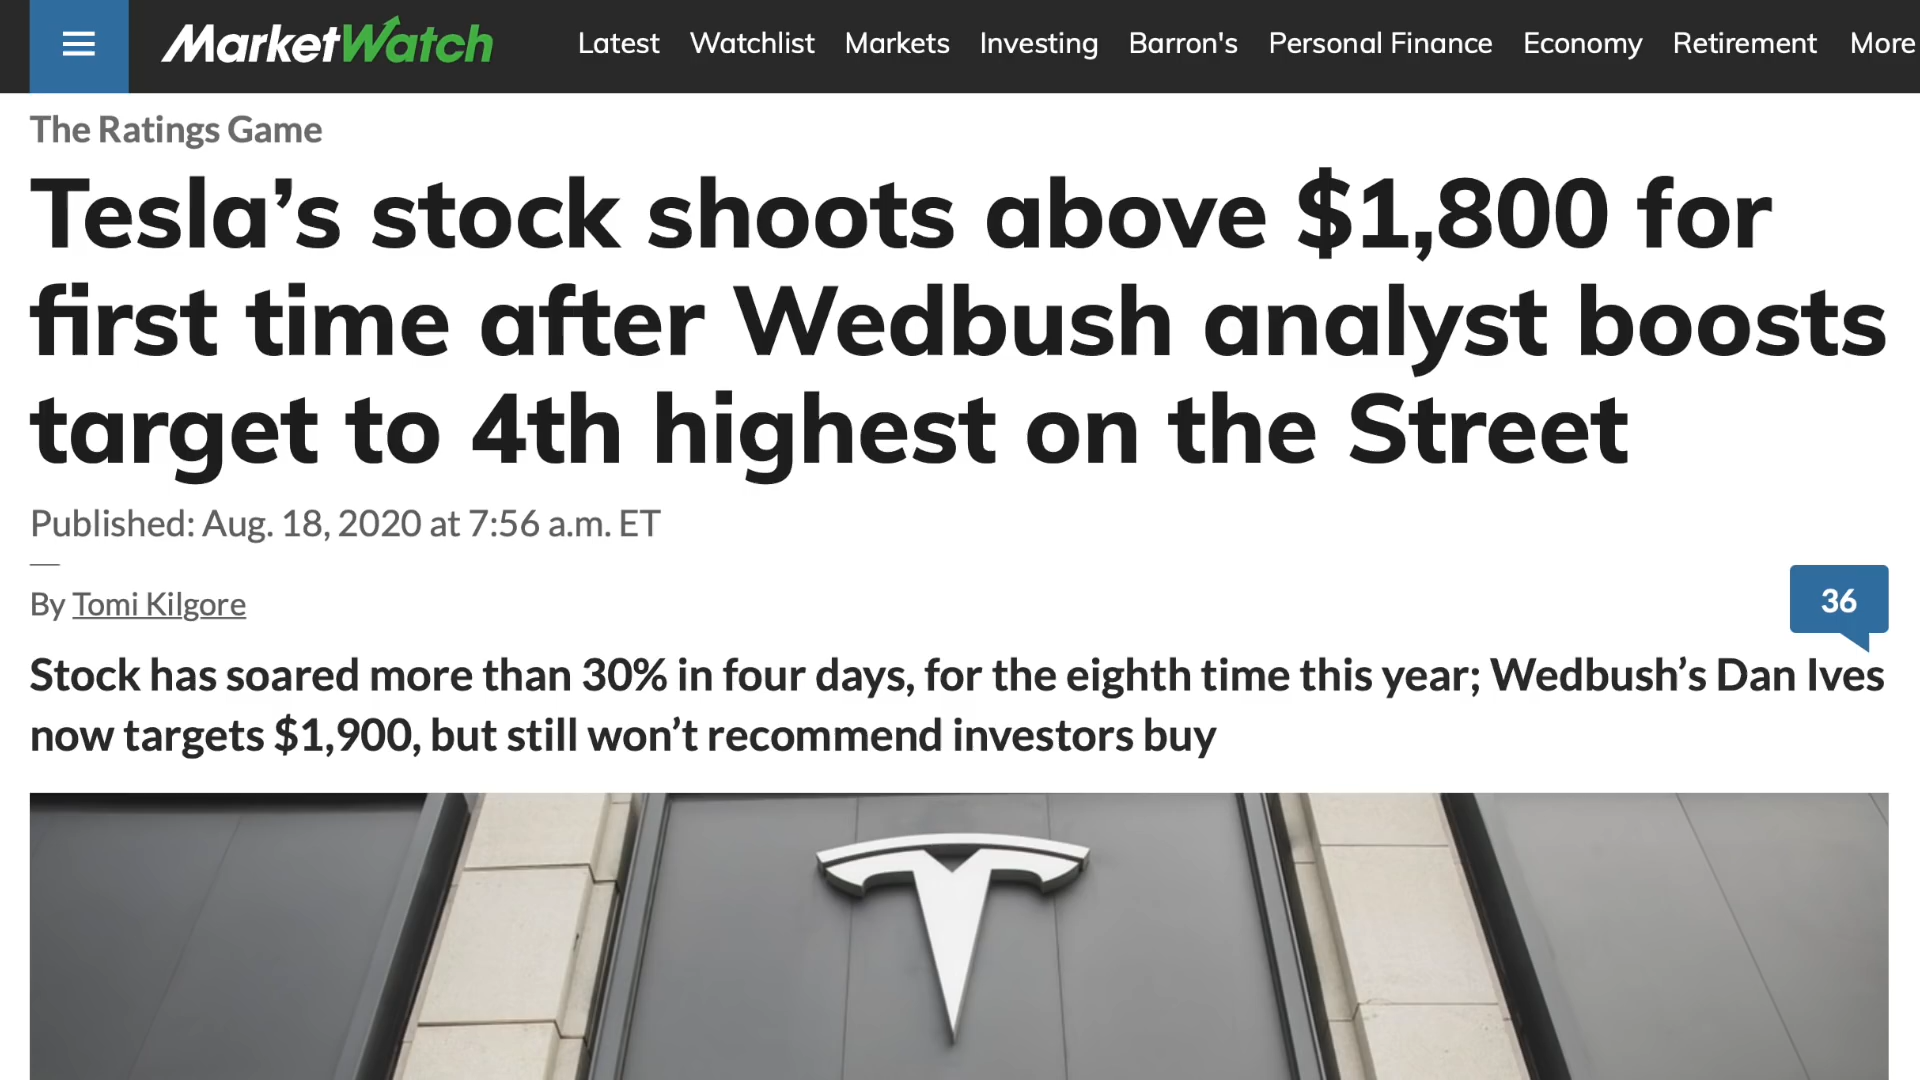 MarketWatch Latest Watchlist Markets Investing Barron's Personal Finance Economy Retirement More
The Ratings Game
Tesla’s stock shoots above $1,800 for
first time after Wedbush analyst boosts
target to 4th highest on the Street
Published: Aug. 18, 2020 at 7:56 a.m. ET
By Tomi Kilgore
36
Stock has soared more than 30% in four days, for the eighth time this year; Wedbush’s Dan Ives
now targets $1,900, but still won’t recommend investors buy